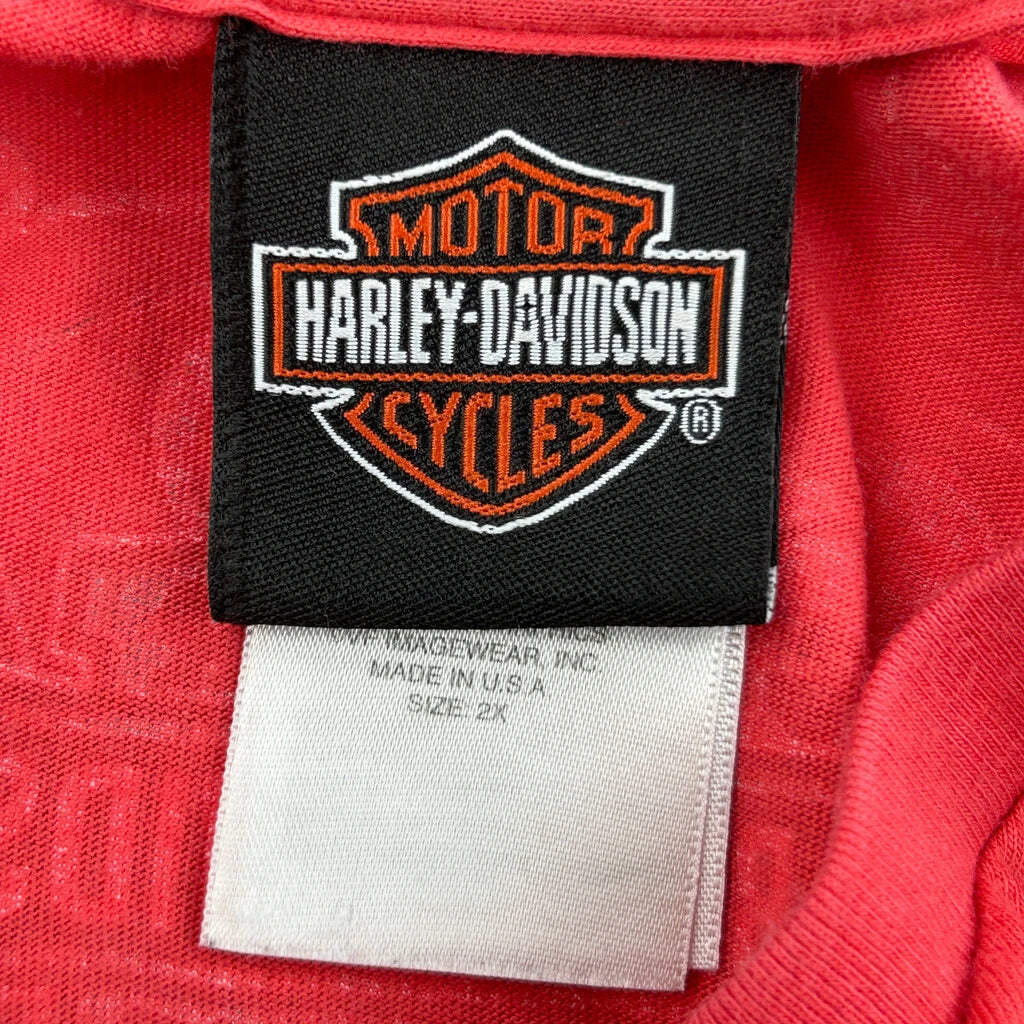 MOTOR
HARLEY-DAVIDSON
CYCLES
®
IMAGEWEAR, INC
MADE IN U.S.A
SIZE: 2X